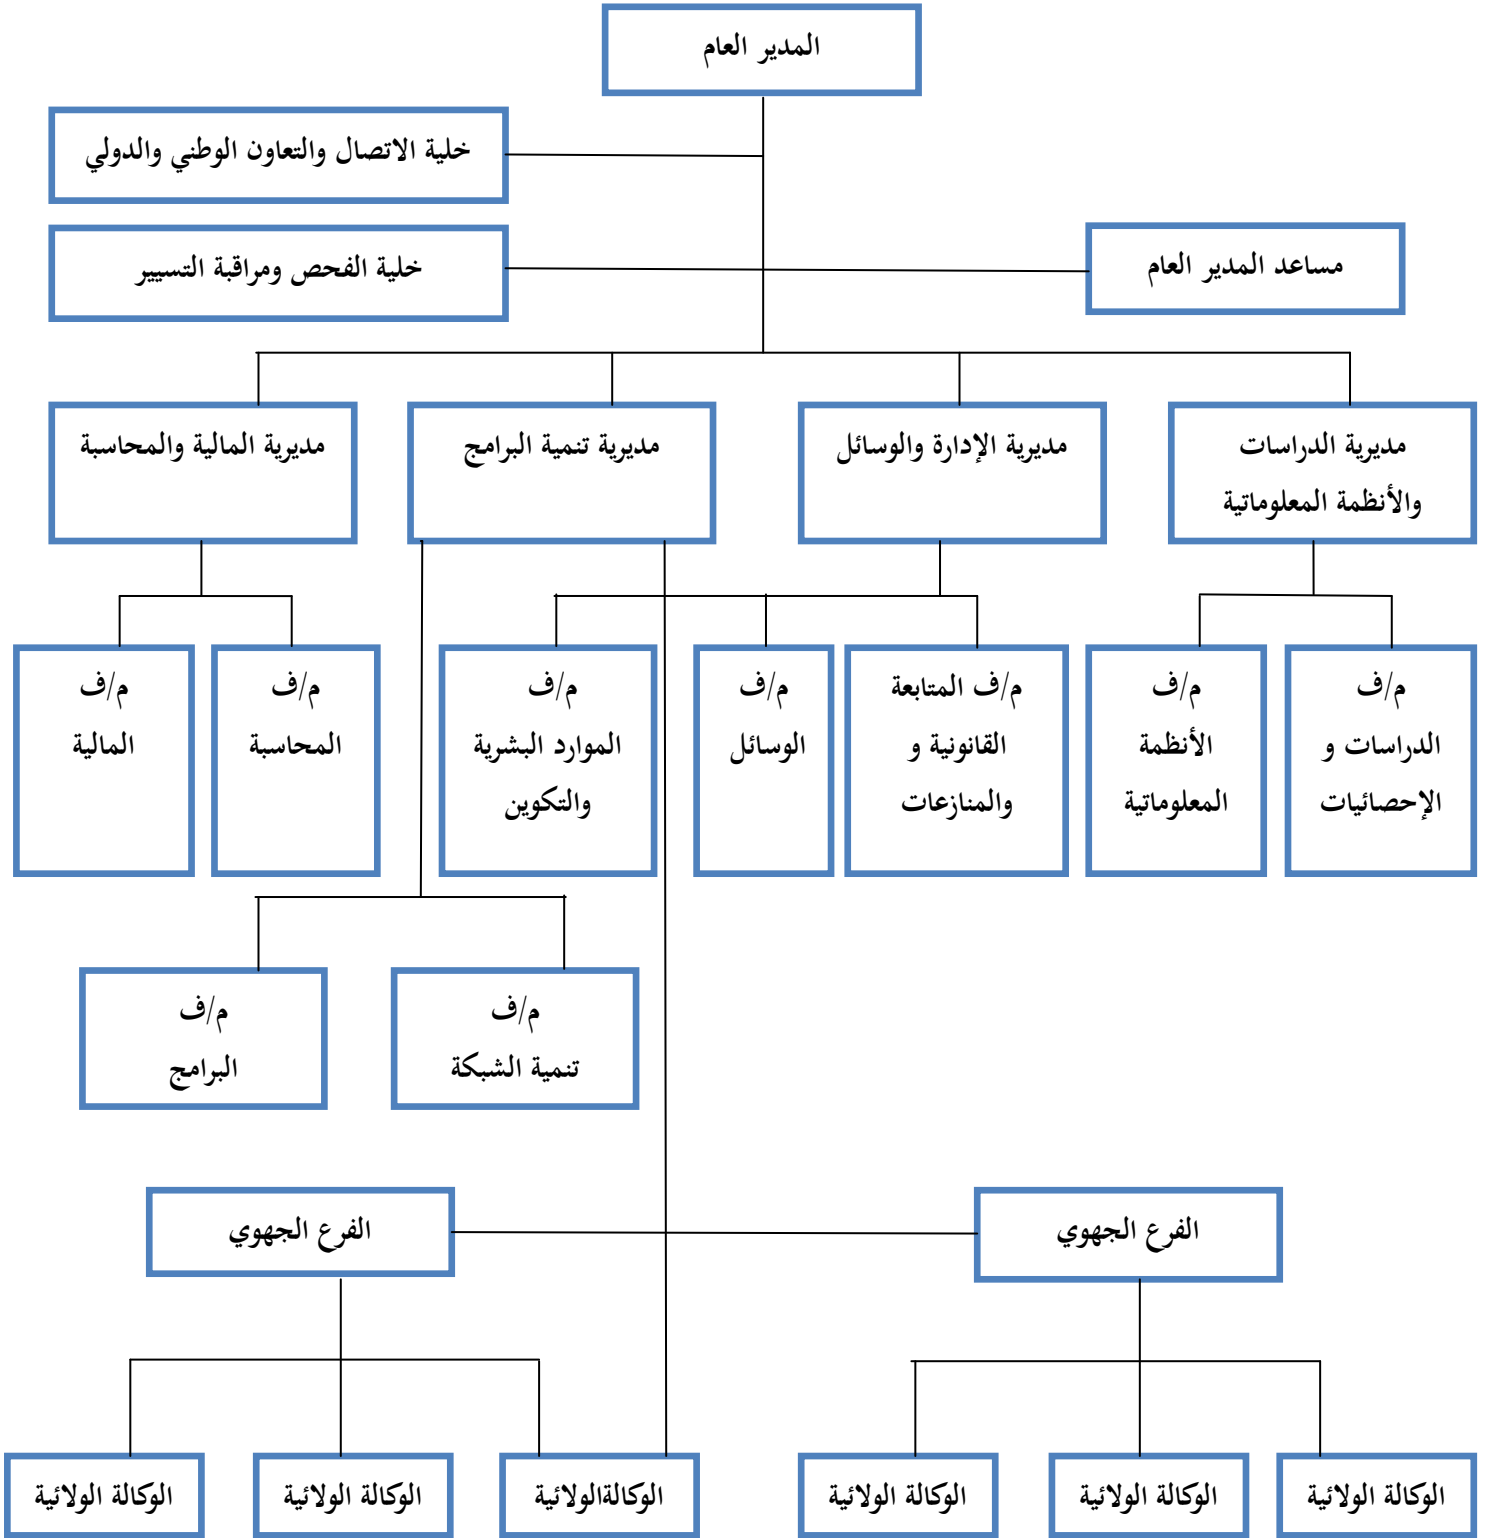 المدير العام
خلية الاتصال والتعاون الوطني والدولي
مساعد المدير العام
خلية الفحص ومراقبة التسيير
مديرية الدراسات
والأنظمة المعلوماتية
مديرية الإدارة والوسائل
مديرية تنمية البرامج
مديرية المالية والمحاسبة
م/ف
الدراسات و
الإحصائيات
م/ف
الأنظمة
المعلوماتية
م/ف المتابعة
القانونية و
والمنازعات
م/ف
الوسائل
م/ف
الموارد البشرية
والتكوين
م/ف
المحاسبة
م/ف
المالية
م/ف
تنمية الشبكة
م/ف
البرامج
الفرع الجهوي
الفرع الجهوي
الوكالة الولائية
الوكالة الولائية
الوكالة الولائية
الوكالةالولائية
الوكالة الولائية
الوكالة الولائية